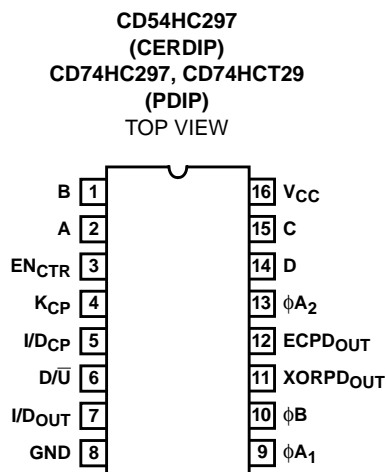 CD54HC297
(CERDIP)
CD74HC297, CD74HCT29
(PDIP)
TOP VIEW
B 1 16 VCC
A 2 15 C
ENCTR 3 14 D
KCP 4 13 ϕA2
I/DCP 5 12 ECPDOUT
D/U̅ 6 11 XORPDOUT
I/DOUT 7 10 ϕB
GND 8 9 ϕA1